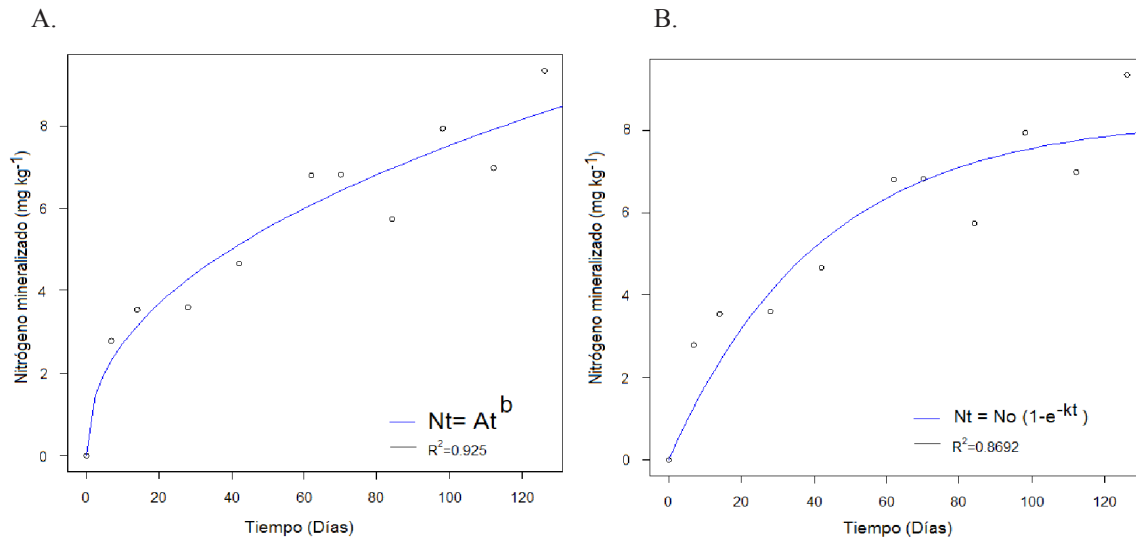 A.
B.
Nitrógeno mineralizado (mg kg⁻¹)
8
6
4
2
0
Nt= At^b
R²=0.925
0 20 40 60 80 100 120
Tiempo (Días)
Nitrógeno mineralizado (mg kg⁻¹)
8
6
4
2
0
Nt = No (1-e^-kt)
R²=0.8692
0 20 40 60 80 100 120
Tiempo (Días)